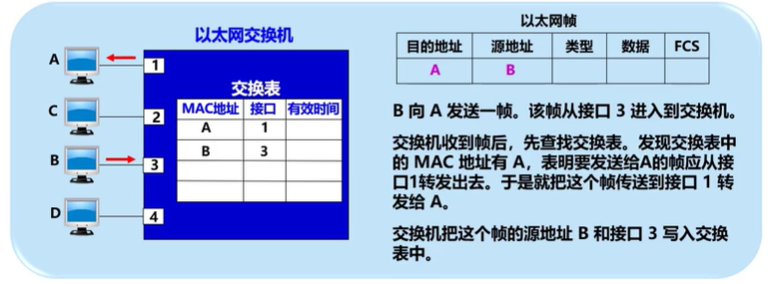 以太网交换机
A
1
C
2
B
3
D
4
交换表
MAC地址 接口 有效时间
A 1
B 3
以太网帧
目的地址 源地址 类型 数据 FCS
A B
B 向 A 发送一帧。该帧从接口 3 进入到交换机。
交换机收到帧后，先查找交换表。发现交换表中
的 MAC 地址有 A，表明要发送给A的帧应从接
口1转发出去。于是就把这个帧传送到接口 1 转
发给 A。
交换机把这个帧的源地址 B 和接口 3 写入交换
表中。